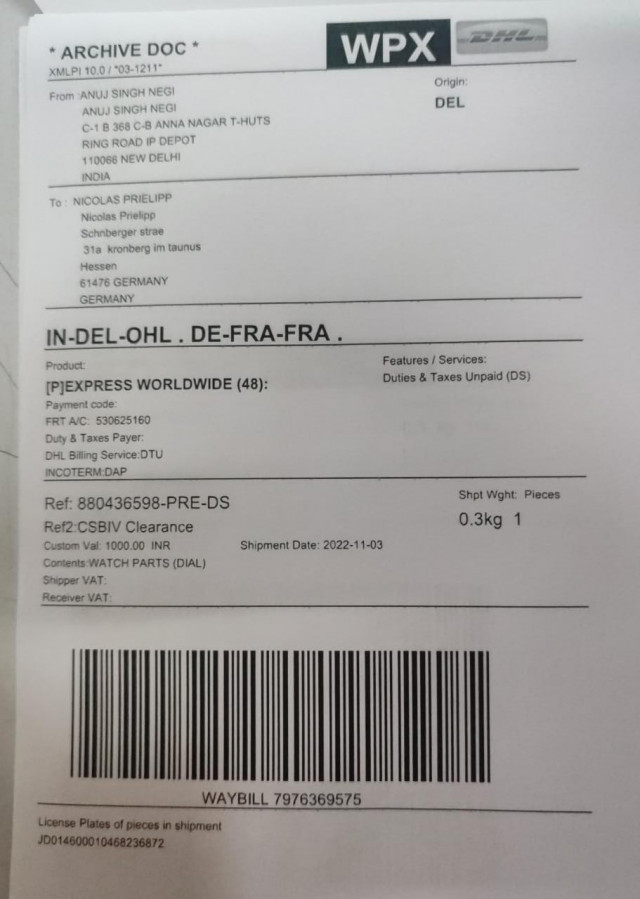 * ARCHIVE DOC *
WPX
DHL
XMLPI 10.0 / "03-1211"
From :ANUJ SINGH NEGI
ANUJ SINGH NEGI
C-1 B 368 C-B ANNA NAGAR T-HUTS
RING ROAD IP DEPOT
110066 NEW DELHI
INDIA
Origin:
DEL
To : NICOLAS PRIELIPP
Nicolas Prielipp
Schnberger strae
31a kronberg im taunus
Hessen
61476 GERMANY
GERMANY
IN-DEL-OHL . DE-FRA-FRA .
Product:
[P]EXPRESS WORLDWIDE (48):
Features / Services:
Duties & Taxes Unpaid (DS)
Payment code:
FRT A/C: 530625160
Duty & Taxes Payer:
DHL Billing Service:DTU
INCOTERM:DAP
Ref: 880436598-PRE-DS
Ref2:CSBIV Clearance
Shpt Wght: Pieces
0.3kg 1
Custom Val: 1000.00 INR Shipment Date: 2022-11-03
Contents:WATCH PARTS (DIAL)
Shipper VAT:
Receiver VAT:
WAYBILL 7976369575
License Plates of pieces in shipment
JD014600010468236872